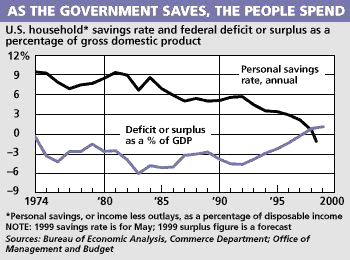 AS THE GOVERNMENT SAVES, THE PEOPLE SPEND
U.S. household* savings rate and federal deficit or surplus as a
percentage of gross domestic product
12%
9
6
3
0
−3
−6
−9
Personal savings
rate, annual
Deficit or surplus
as a % of GDP
1974 '80 '85 '90 '95 2000
*Personal savings, or income less outlays, as a percentage of disposable income
NOTE: 1999 savings rate is for May; 1999 surplus figure is a forecast
Sources: Bureau of Economic Analysis, Commerce Department; Office of
Management and Budget